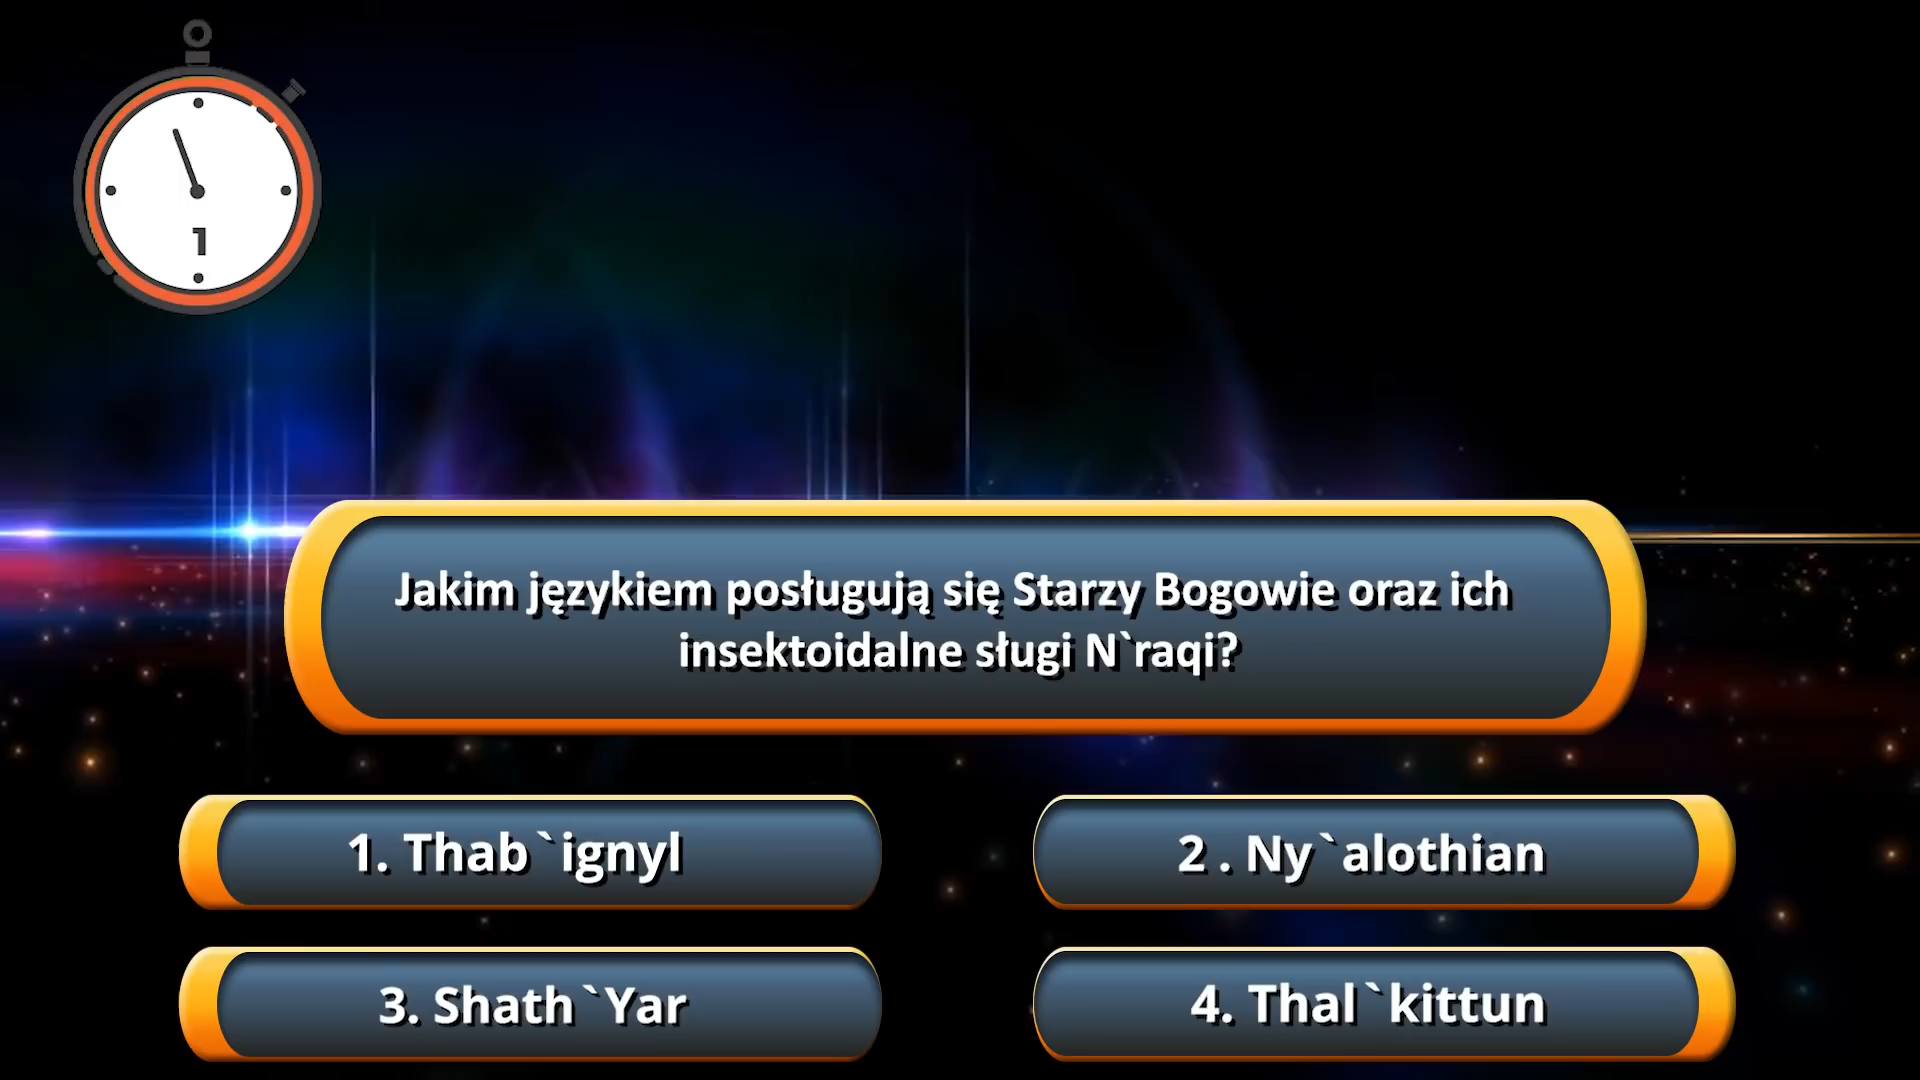 1
Jakim językiem posługują się Starzy Bogowie oraz ich
insektoidalne sługi N`raqi?
1. Thab`ignyl
2 . Ny`alothian
3. Shath`Yar
4. Thal`kittun